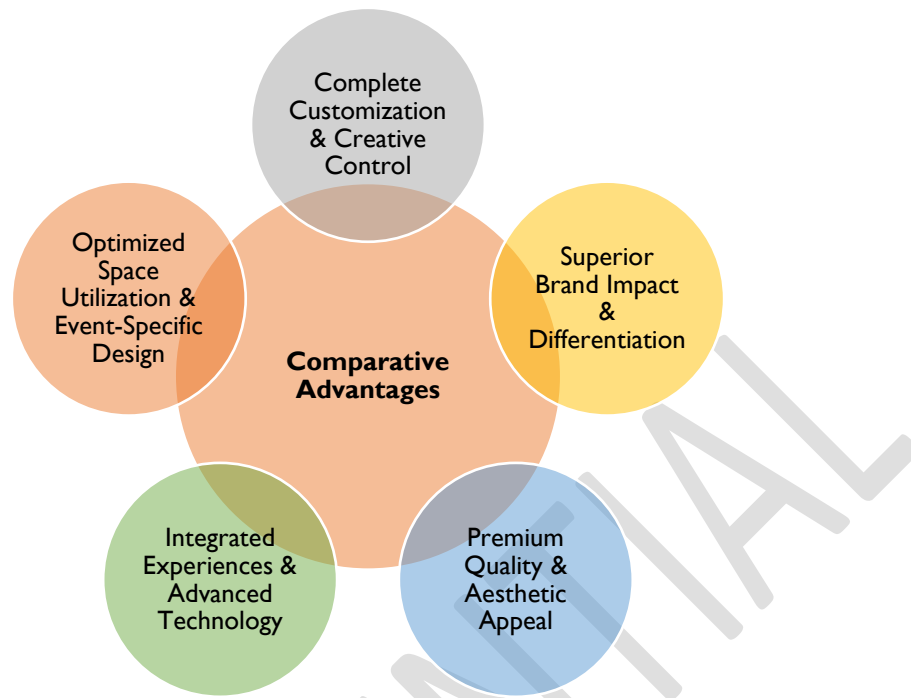 Complete
Customization
& Creative
Control
Superior
Brand Impact
&
Differentiation
Premium
Quality &
Aesthetic
Appeal
Integrated
Experiences &
Advanced
Technology
Optimized
Space
Utilization &
Event-Specific
Design
Comparative
Advantages
NTIAL